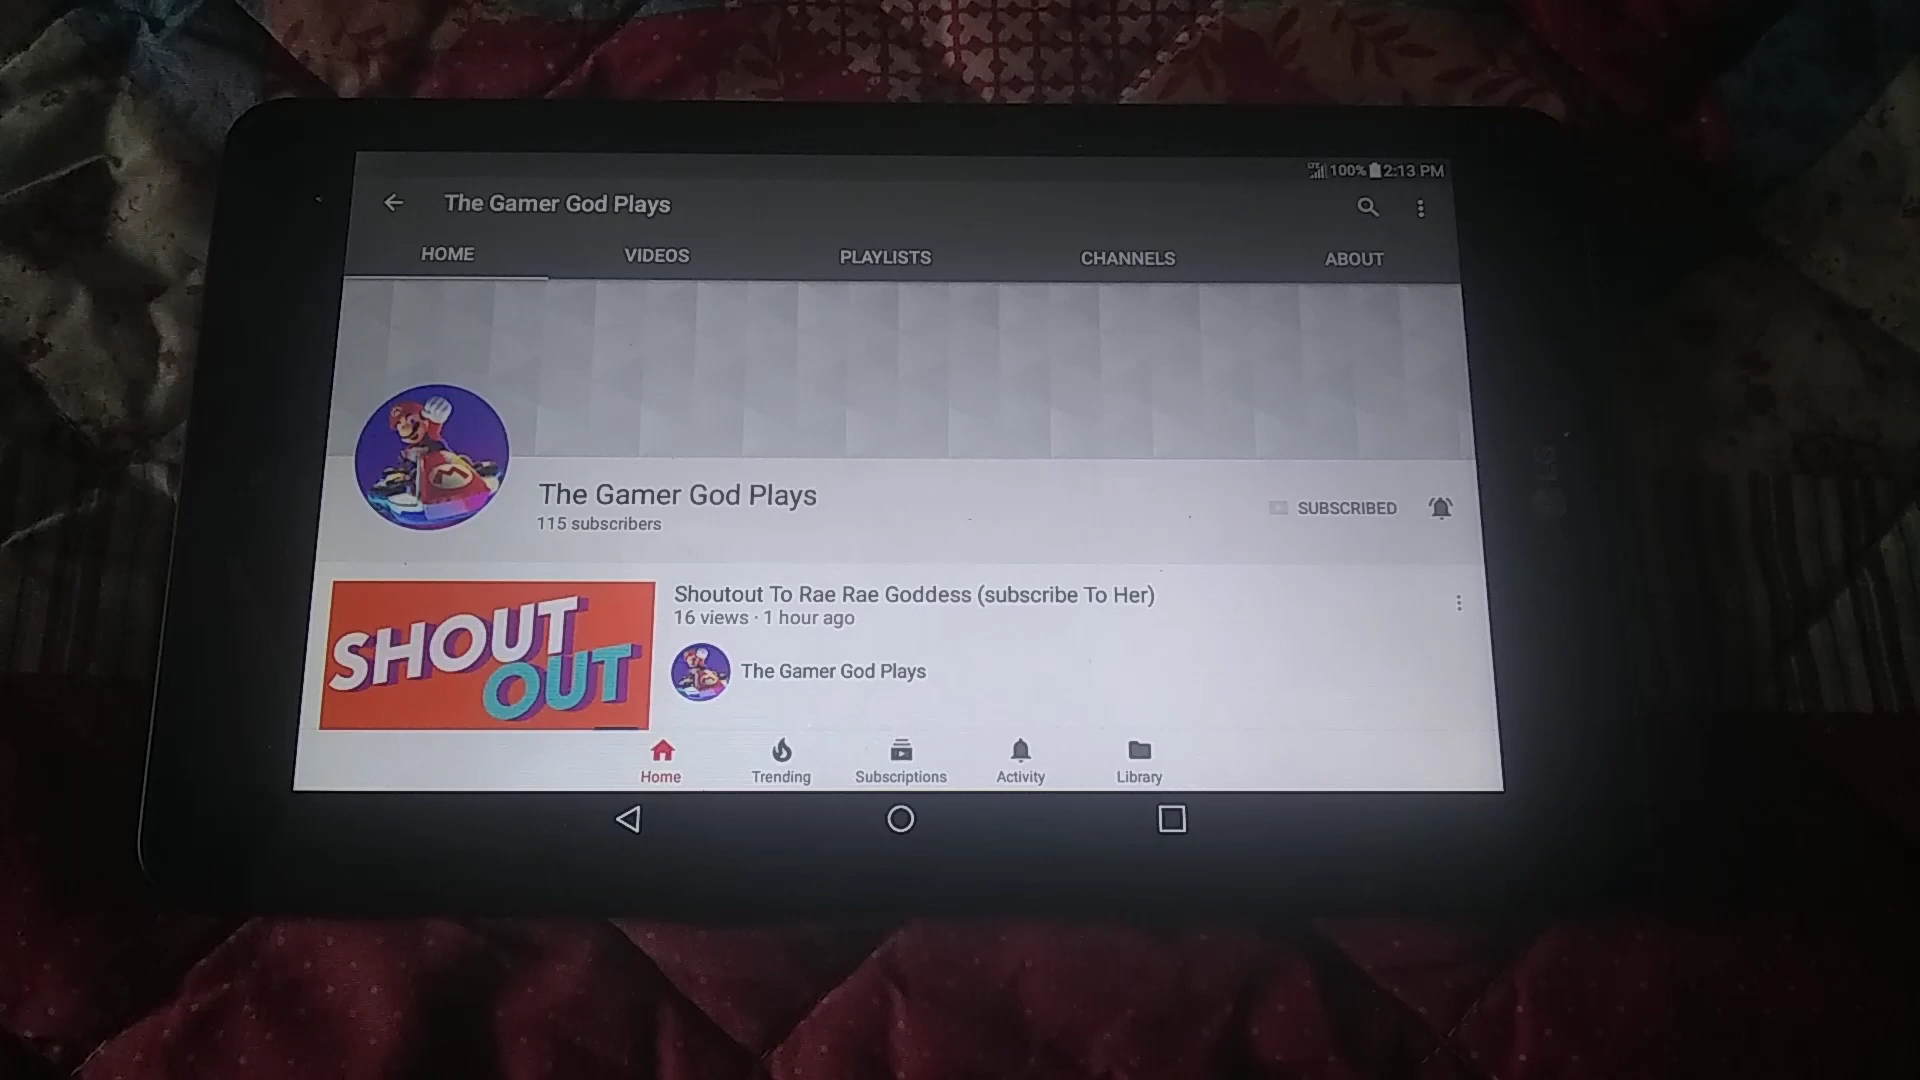 LTE 100% 2:13 PM
The Gamer God Plays
HOME VIDEOS PLAYLISTS CHANNELS ABOUT
The Gamer God Plays
115 subscribers
SUBSCRIBED
SHOUT
OUT
Shoutout To Rae Rae Goddess (subscribe To Her)
16 views · 1 hour ago
The Gamer God Plays
Home Trending Subscriptions Activity Library
LG